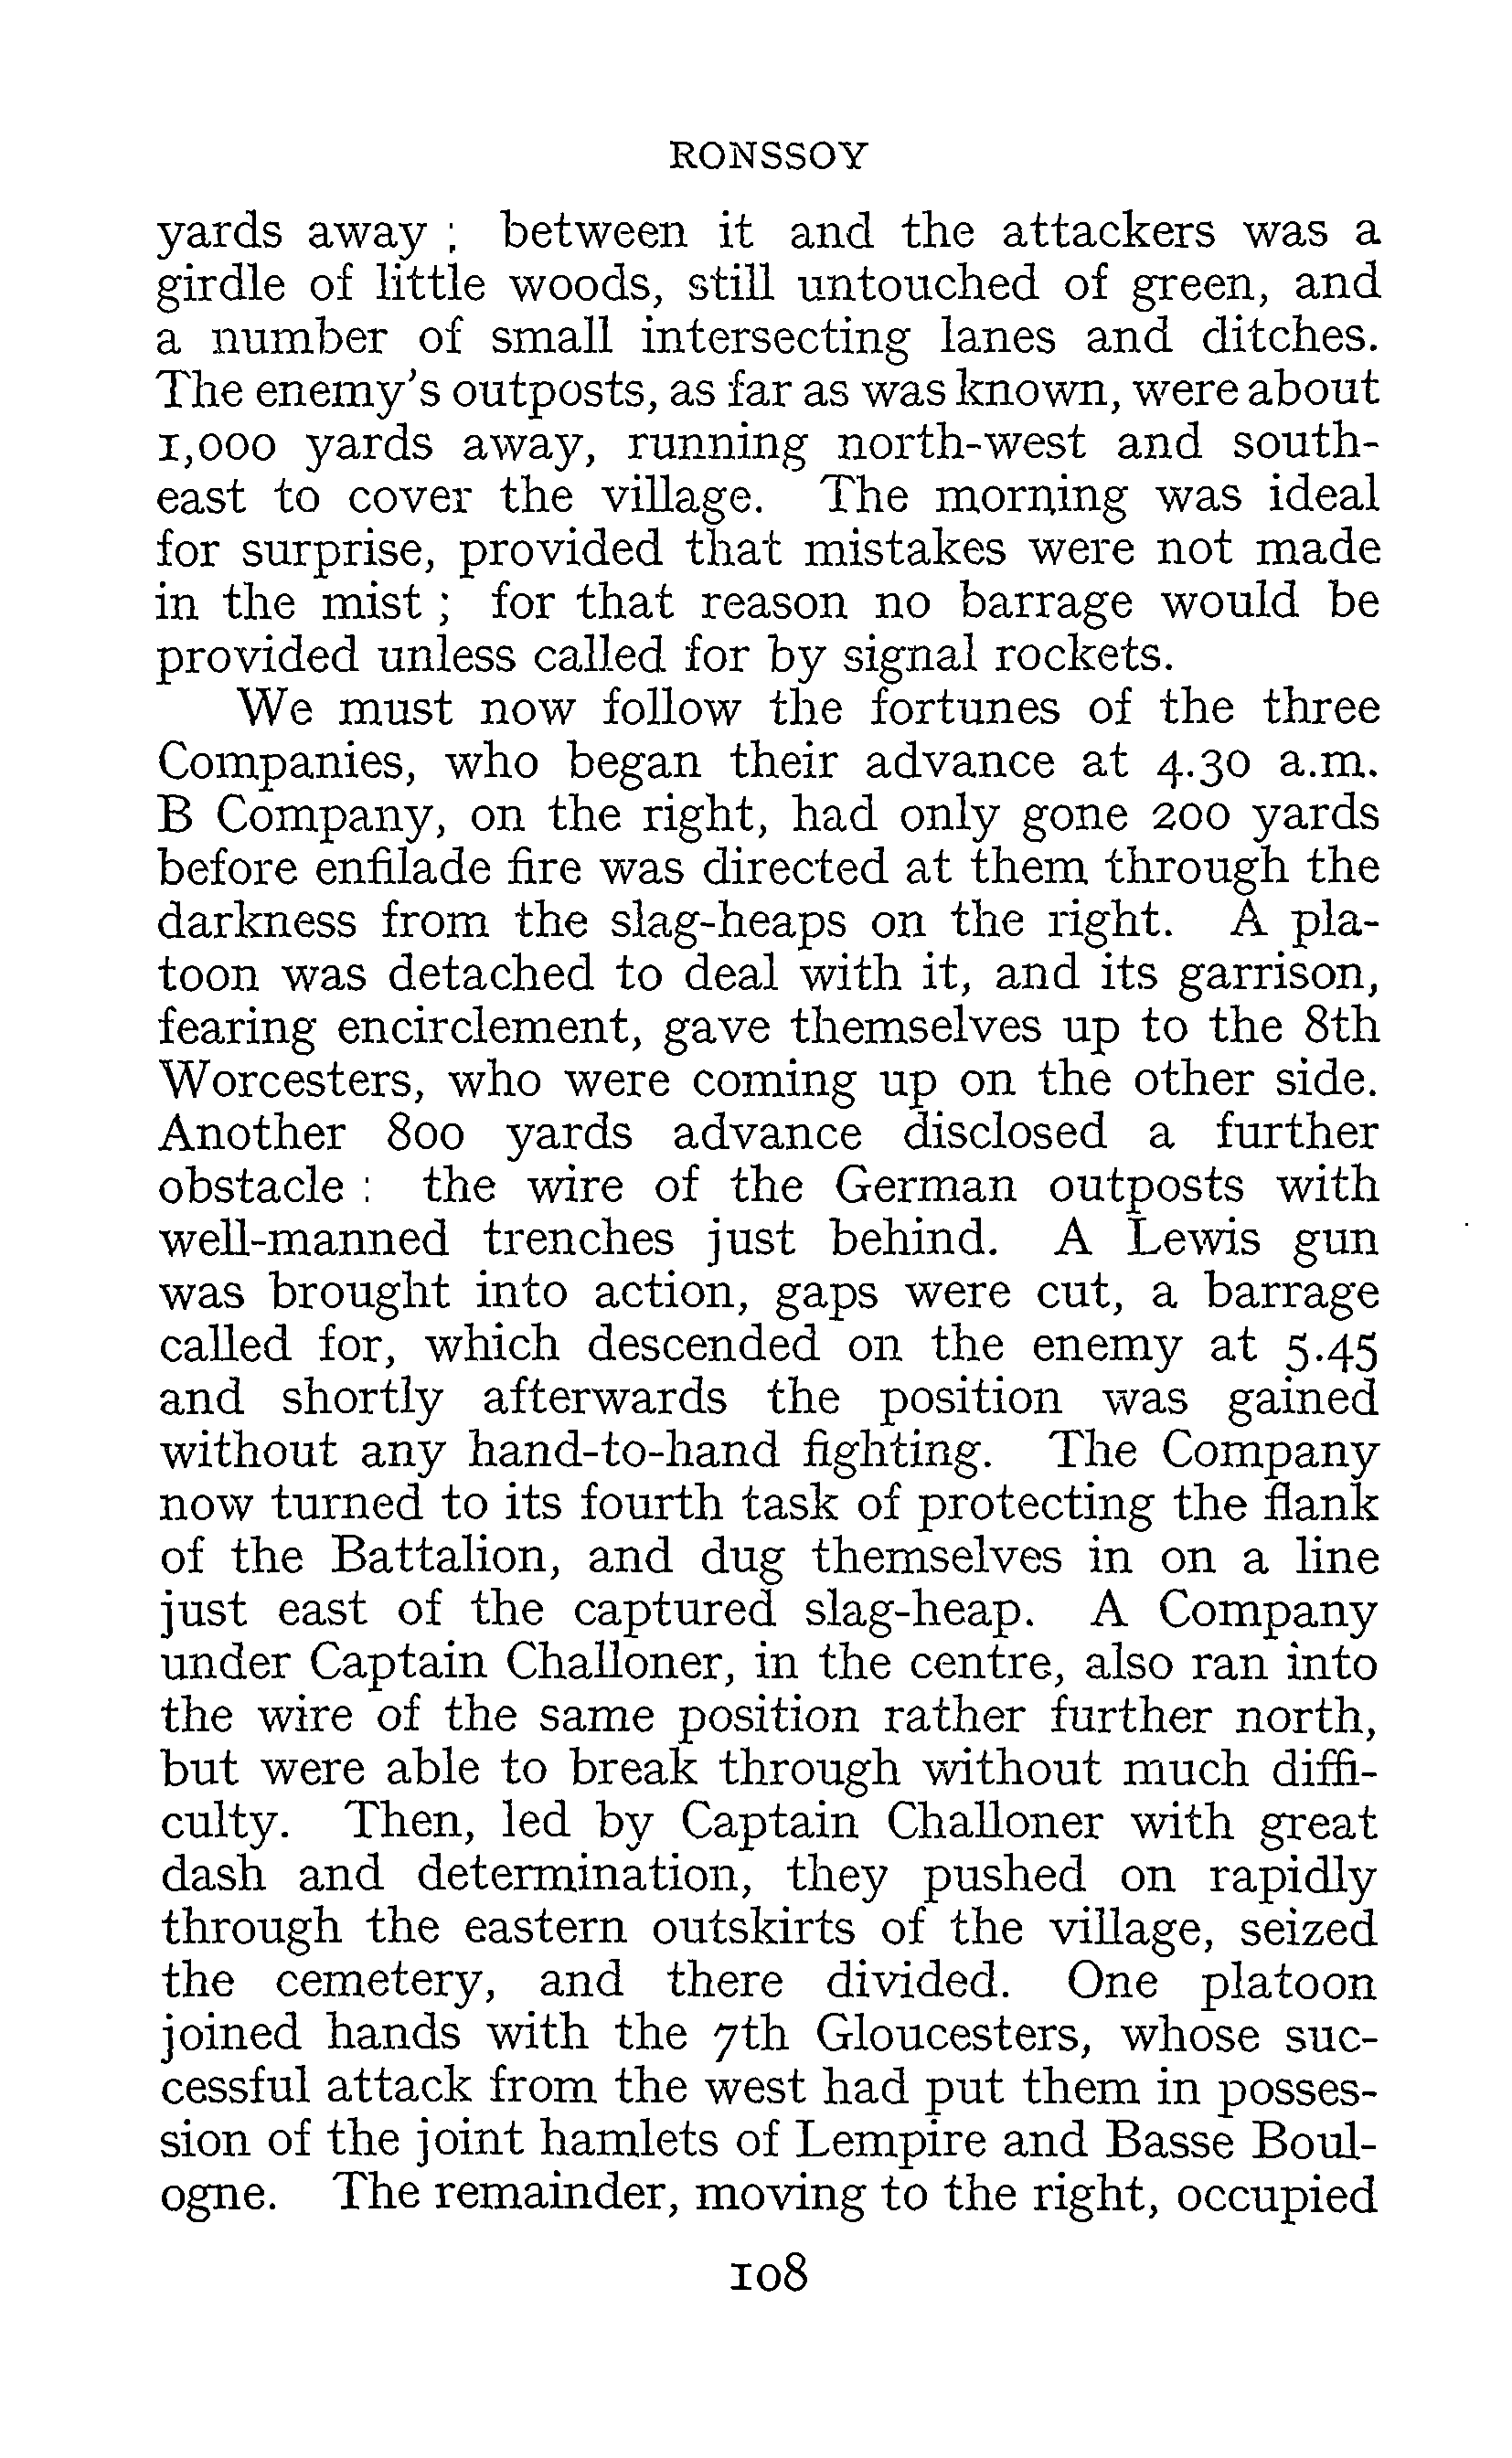 RONSSOY
yards away ; between it and the attackers was a
girdle of little woods, still untouched of green, and
a number of small intersecting lanes and ditches.
The enemy's outposts, as far as was known, were about
1,000 yards away, running north-west and south-
east to cover the village. The morning was ideal
for surprise, provided that mistakes were not made
in the mist ; for that reason no barrage would be
provided unless called for by signal rockets.
We must now follow the fortunes of the three
Companies, who began their advance at 4.30 a.m.
B Company, on the right, had only gone 200 yards
before enfilade fire was directed at them through the
darkness from the slag-heaps on the right. A pla-
toon was detached to deal with it, and its garrison,
fearing encirclement, gave themselves up to the 8th
Worcesters, who were coming up on the other side.
Another 800 yards advance disclosed a further
obstacle : the wire of the German outposts with
well-manned trenches just behind. A Lewis gun
was brought into action, gaps were cut, a barrage
called for, which descended on the enemy at 5.45
and shortly afterwards the position was gained
without any hand-to-hand fighting. The Company
now turned to its fourth task of protecting the flank
of the Battalion, and dug themselves in on a line
just east of the captured slag-heap. A Company
under Captain Challoner, in the centre, also ran into
the wire of the same position rather further north,
but were able to break through without much diffi-
culty. Then, led by Captain Challoner with great
dash and determination, they pushed on rapidly
through the eastern outskirts of the village, seized
the cemetery, and there divided. One platoon
joined hands with the 7th Gloucesters, whose suc-
cessful attack from the west had put them in posses-
sion of the joint hamlets of Lempire and Basse Boul-
ogne. The remainder, moving to the right, occupied
108